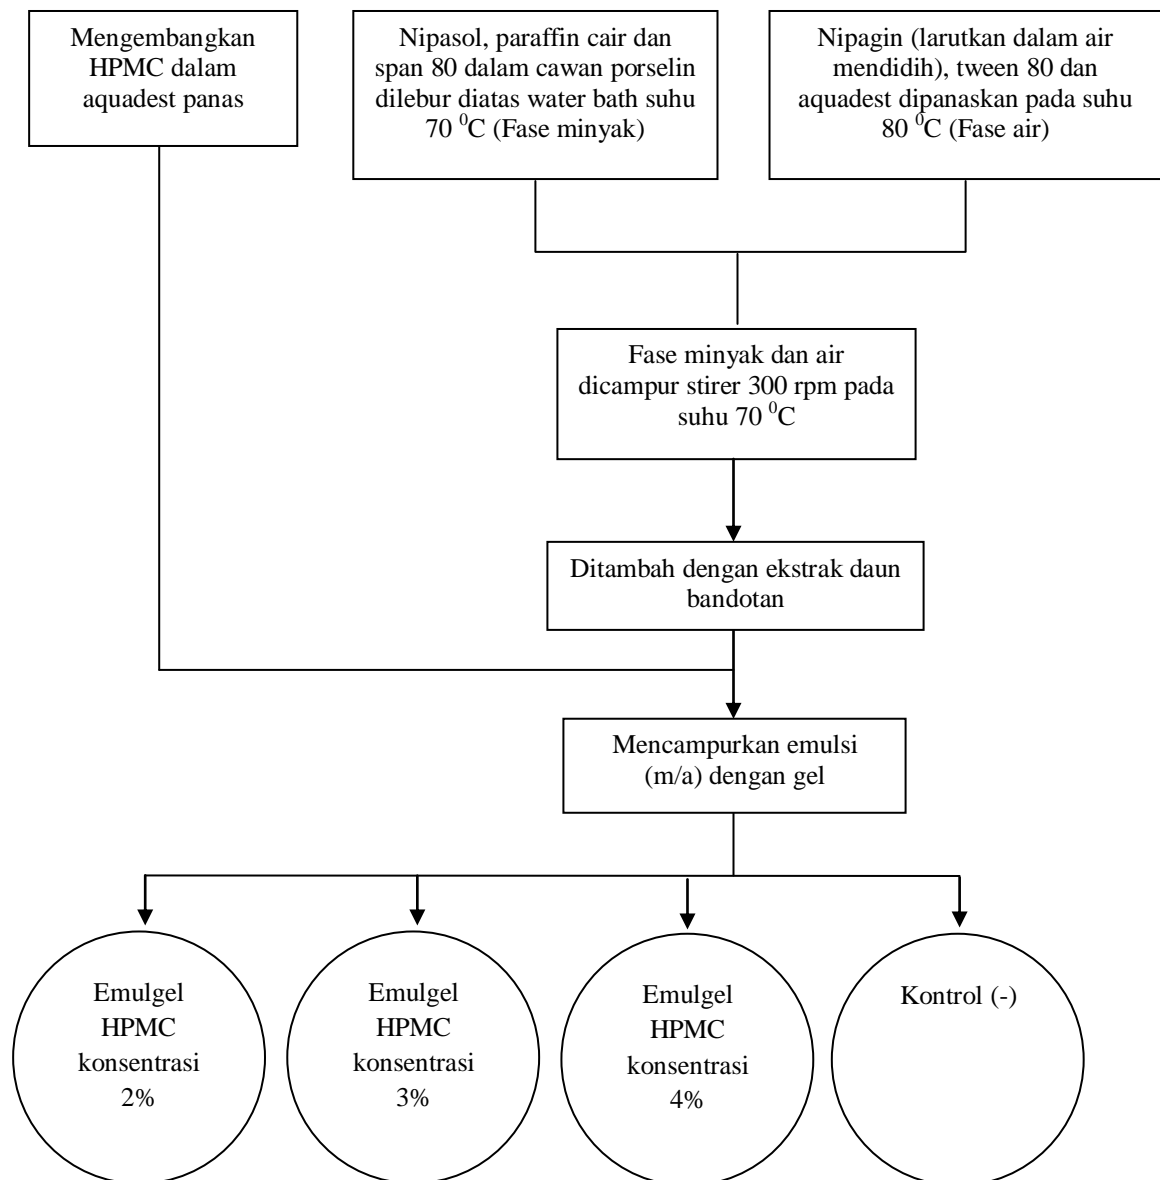 Mengembangkan
HPMC dalam
aquadest panas
Nipasol, paraffin cair dan
span 80 dalam cawan porselin
dilebur diatas water bath suhu
70 ⁰C (Fase minyak)
Nipagin (larutkan dalam air
mendidih), tween 80 dan
aquadest dipanaskan pada suhu
80 ⁰C (Fase air)
Fase minyak dan air
dicampur stirer 300 rpm pada
suhu 70 ⁰C
Ditambah dengan ekstrak daun
bandotan
Mencampurkan emulsi
(m/a) dengan gel
Emulgel
HPMC
konsentrasi
2%
Emulgel
HPMC
konsentrasi
3%
Emulgel
HPMC
konsentrasi
4%
Kontrol (-)